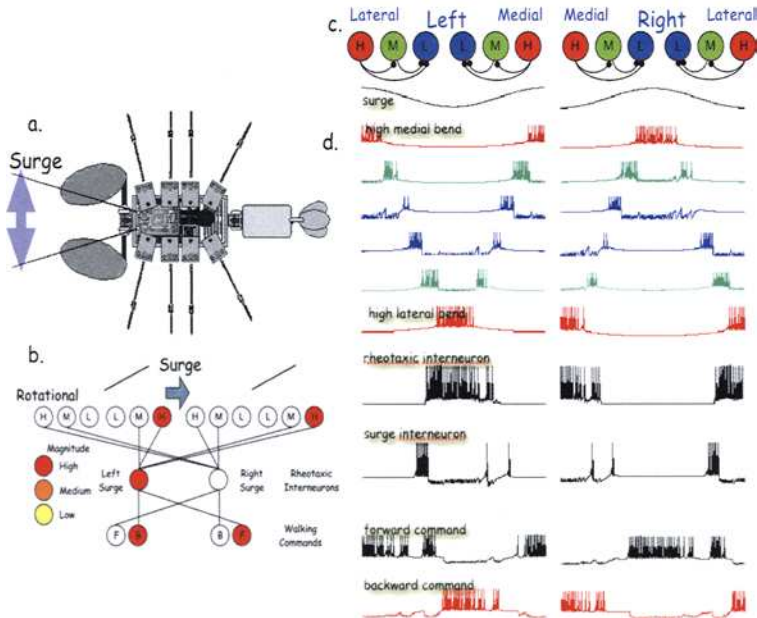 a.
Surge
b.
Surge
Rotational
H M L L M H H M L L M H
Magnitude
High
Medium
Low
Left
Surge
Right
Surge
Rheotaxic
Interneurons
F B B F
Walking
Commands
c.
Lateral Left Medial Medial Right Lateral
H M L L M H H M L L M H
surge
d.
high medial bend
high lateral bend
rheotaxic interneuron
surge interneuron
forward command
backward command